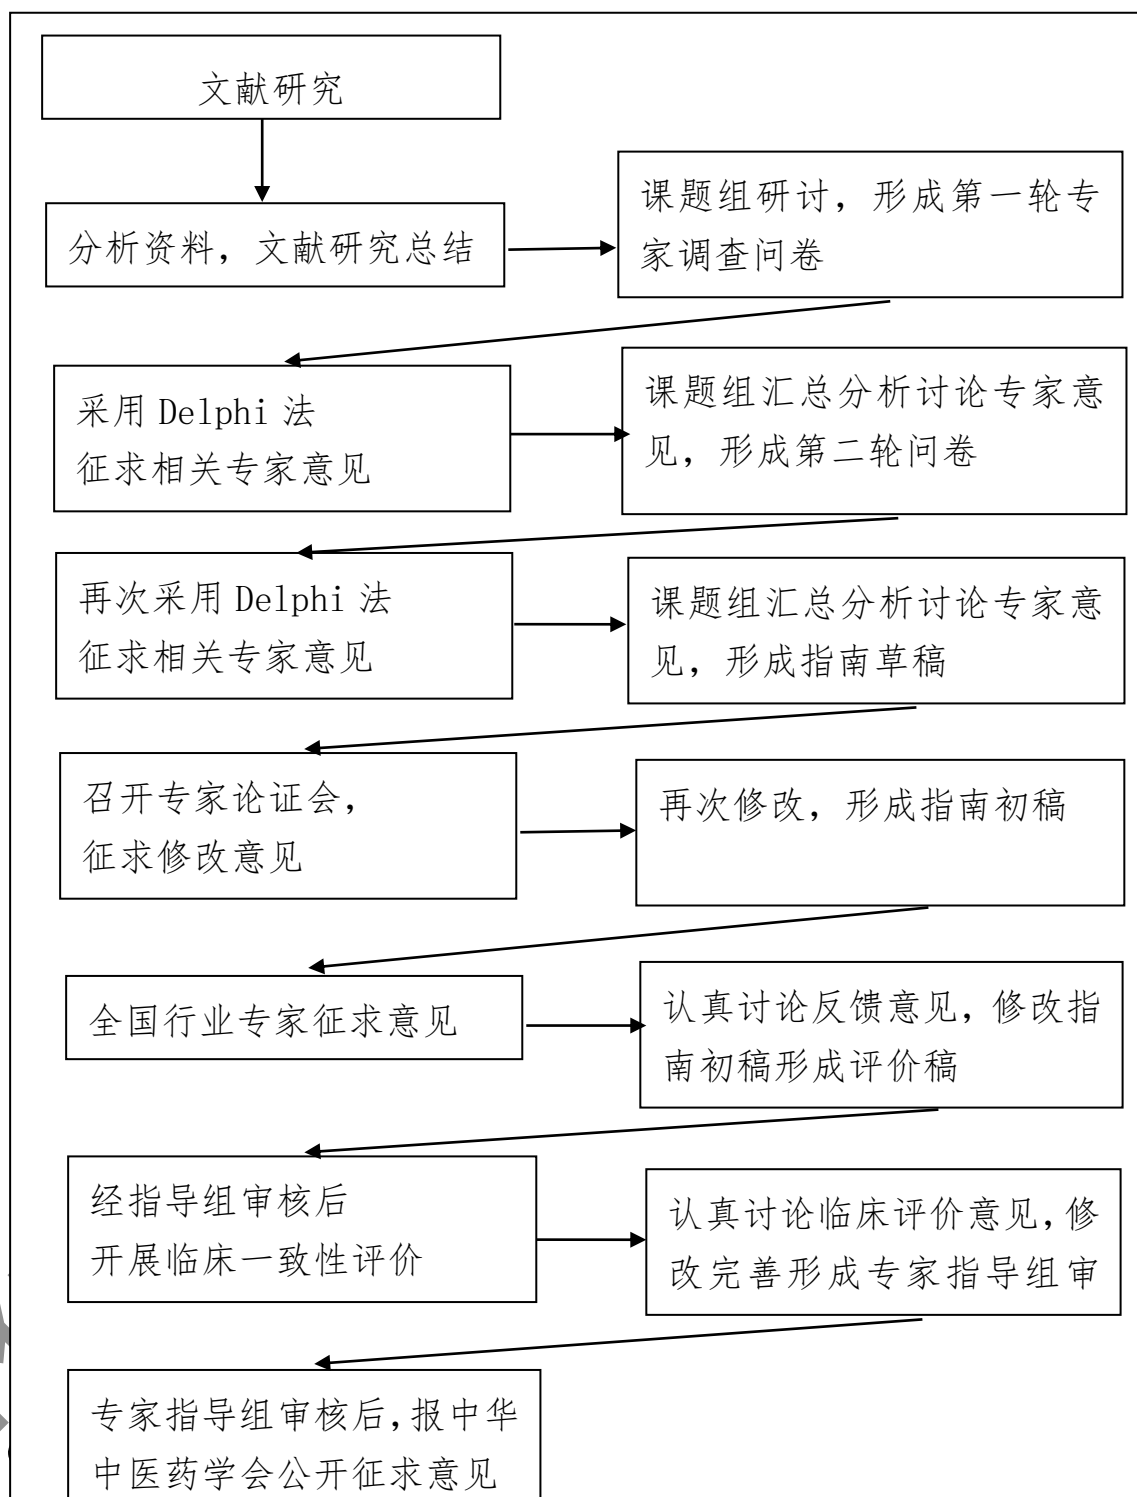 文献研究
分析资料，文献研究总结
课题组研讨，形成第一轮专
家调查问卷
采用 Delphi 法
征求相关专家意见
课题组汇总分析讨论专家意
见，形成第二轮问卷
再次采用 Delphi 法
征求相关专家意见
课题组汇总分析讨论专家意
见，形成指南草稿
召开专家论证会，
征求修改意见
再次修改，形成指南初稿
全国行业专家征求意见
认真讨论反馈意见，修改指
南初稿形成评价稿
经指导组审核后
开展临床一致性评价
认真讨论临床评价意见，修
改完善形成专家指导组审
专家指导组审核后，报中华
中医药学会公开征求意见